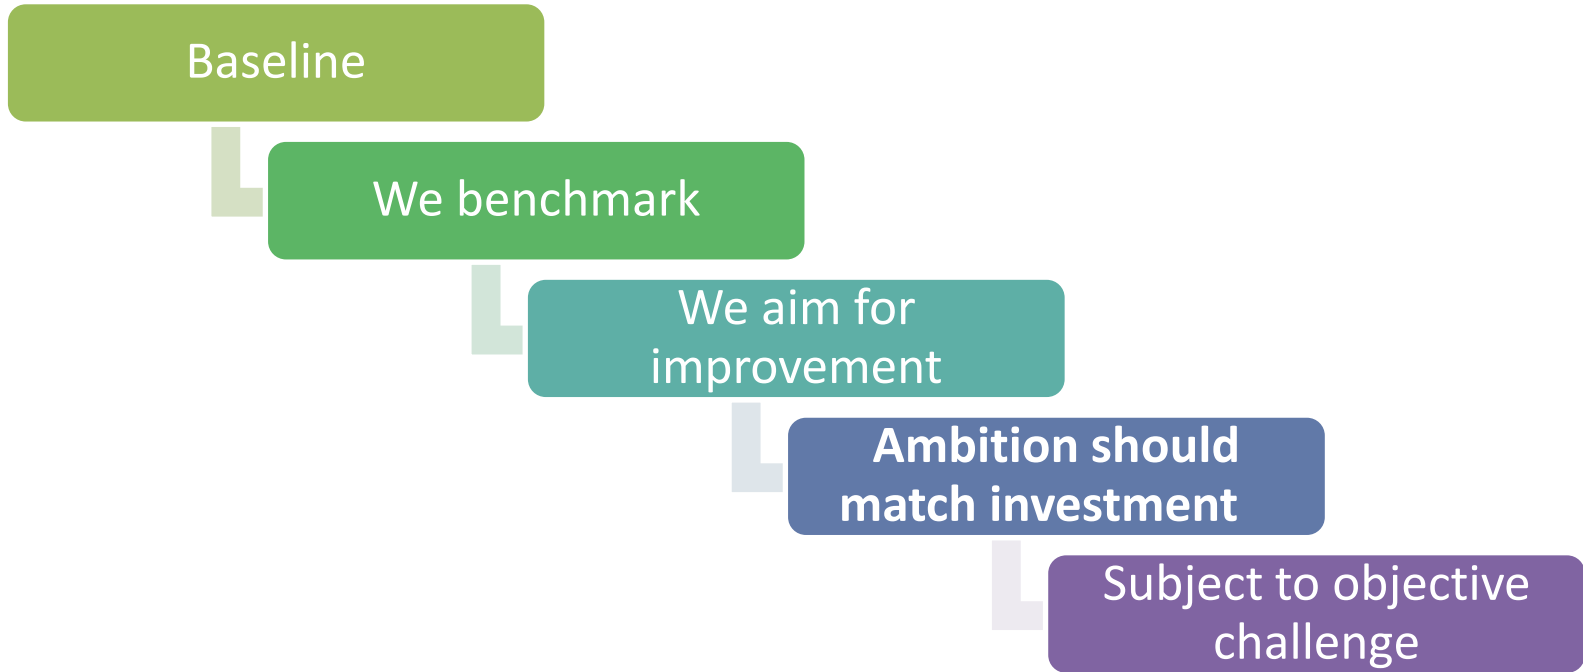 Baseline
We benchmark
We aim for
improvement
Ambition should
match investment
Subject to objective
challenge